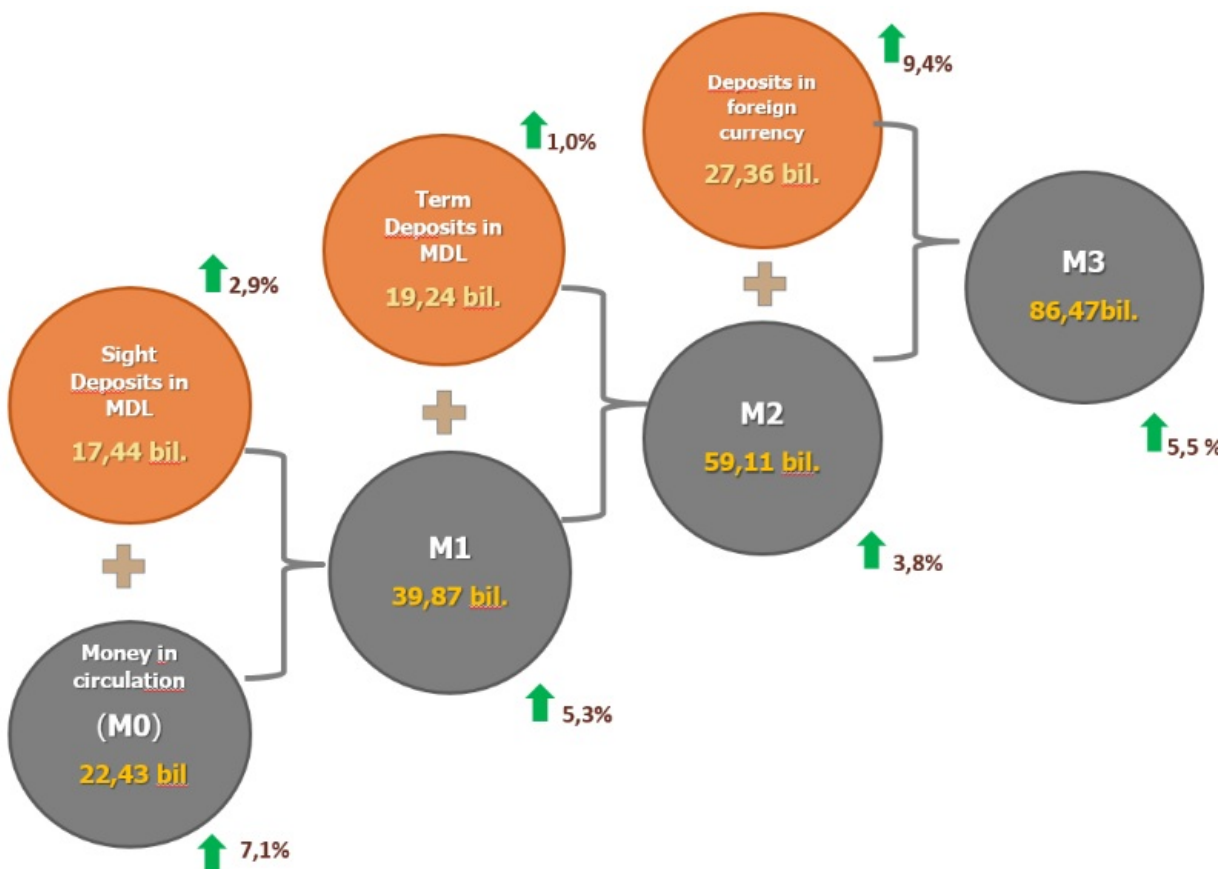 2,9%
Sight
Deposits in
MDL
17,44 bil.
Money in
circulation
(M0)
22,43 bil
7,1%
1,0%
Term
Deposits in
MDL
19,24 bil.
M1
39,87 bil.
5,3%
9,4%
Deposits in
foreign
currency
27,36 bil.
M2
59,11 bil.
3,8%
M3
86,47bil.
5,5 %